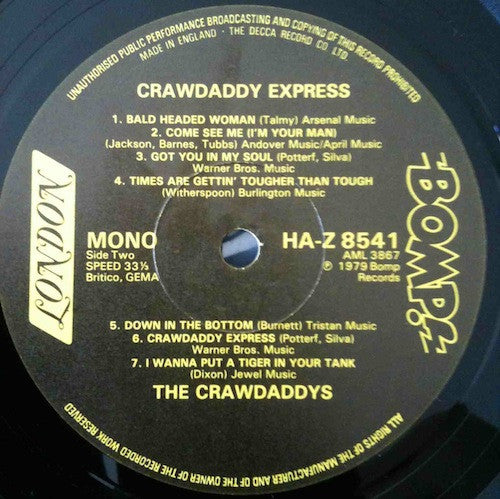 UNAUTHORISED PUBLIC PERFORMANCE BROADCASTING AND COPYING OF THIS RECORD PROHIBITED
MADE IN ENGLAND · THE DECCA RECORD CO LTD
CRAWDADDY EXPRESS
1. BALD HEADED WOMAN (Talmy) Arsenal Music
2. COME SEE ME (I'M YOUR MAN)
(Jackson, Barnes, Tubbs) Andover Music/April Music
3. GOT YOU IN MY SOUL (Potterf, Silva)
Warner Bros. Music
4. TIMES ARE GETTIN' TOUGHER THAN TOUGH
(Witherspoon) Burlington Music
LONDON
MONO
Side Two
SPEED 33⅓
Britico, GEMA
HA-Z 8541
AML 3867
℗ 1979 Bomp
Records
BOMP!
5. DOWN IN THE BOTTOM (Burnett) Tristan Music
6. CRAWDADDY EXPRESS (Potterf, Silva)
Warner Bros. Music
7. I WANNA PUT A TIGER IN YOUR TANK
(Dixon) Jewel Music
THE CRAWDADDYS
ALL RIGHTS OF THE MANUFACTURER AND OF THE OWNER OF THE RECORDED WORK RESERVED